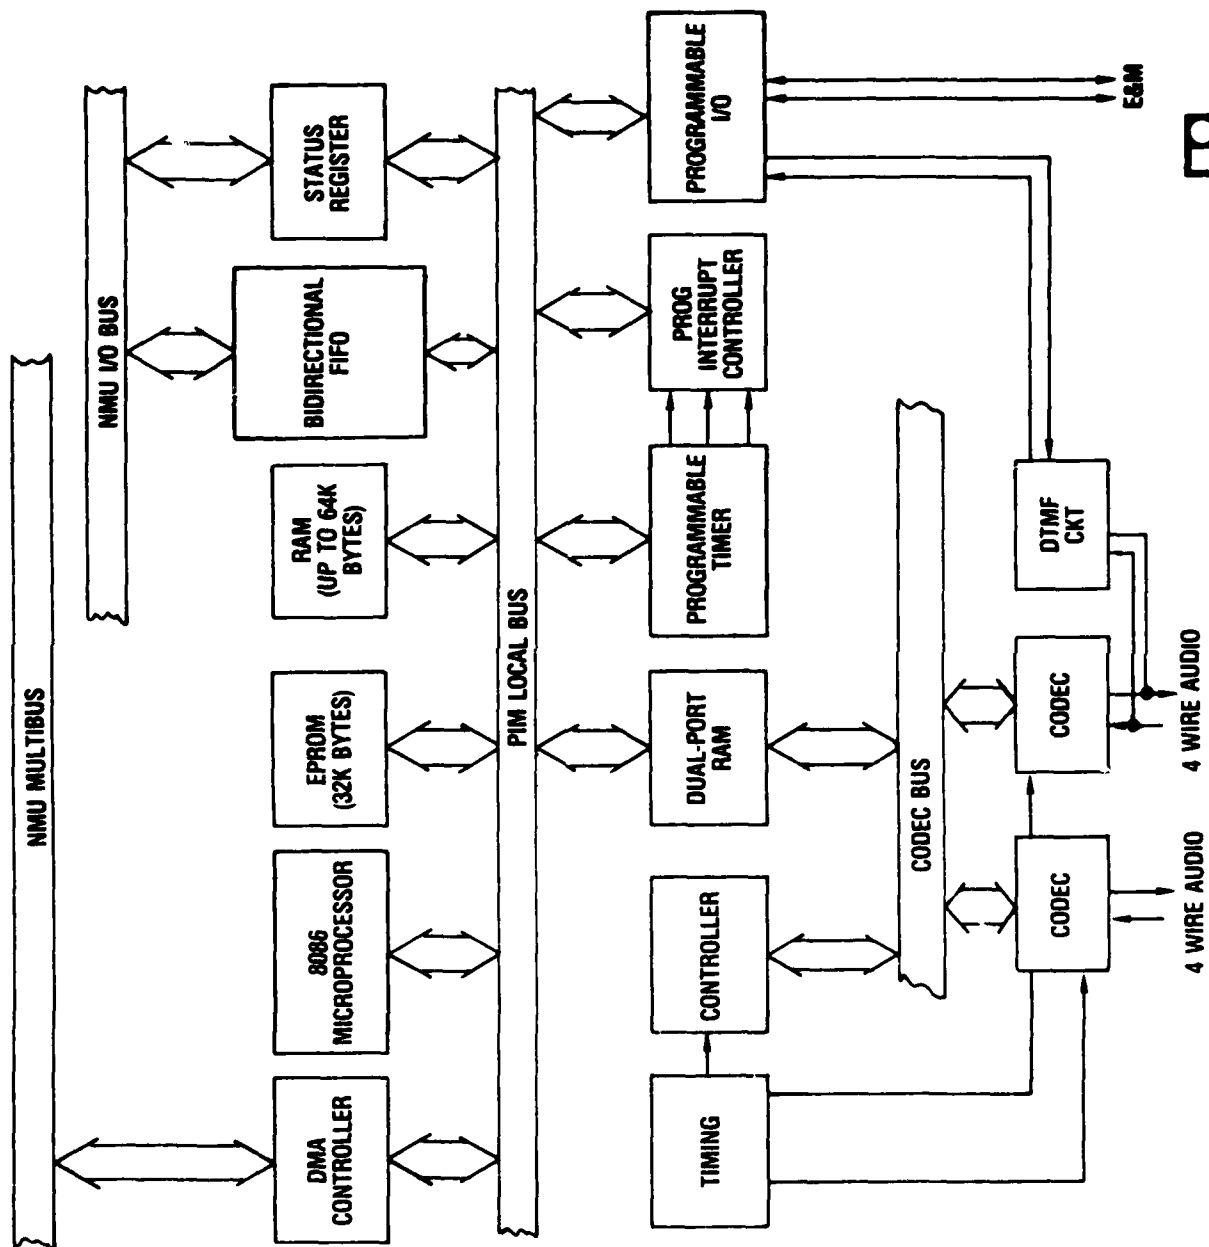 NMU MULTIBUS
NMU I/O BUS
DMA
CONTROLLER
8086
MICROPROCESSOR
EPROM
(32K BYTES)
RAM
(UP TO 64K
BYTES)
BIDIRECTIONAL
FIFO
STATUS
REGISTER
PIM LOCAL BUS
TIMING
CONTROLLER
DUAL-PORT
RAM
PROGRAMMABLE
TIMER
PROG
INTERRUPT
CONTROLLER
PROGRAMMABLE
I/O
CODEC BUS
CODEC
CODEC
DTMF
CKT
E&M
4 WIRE AUDIO
4 WIRE AUDIO